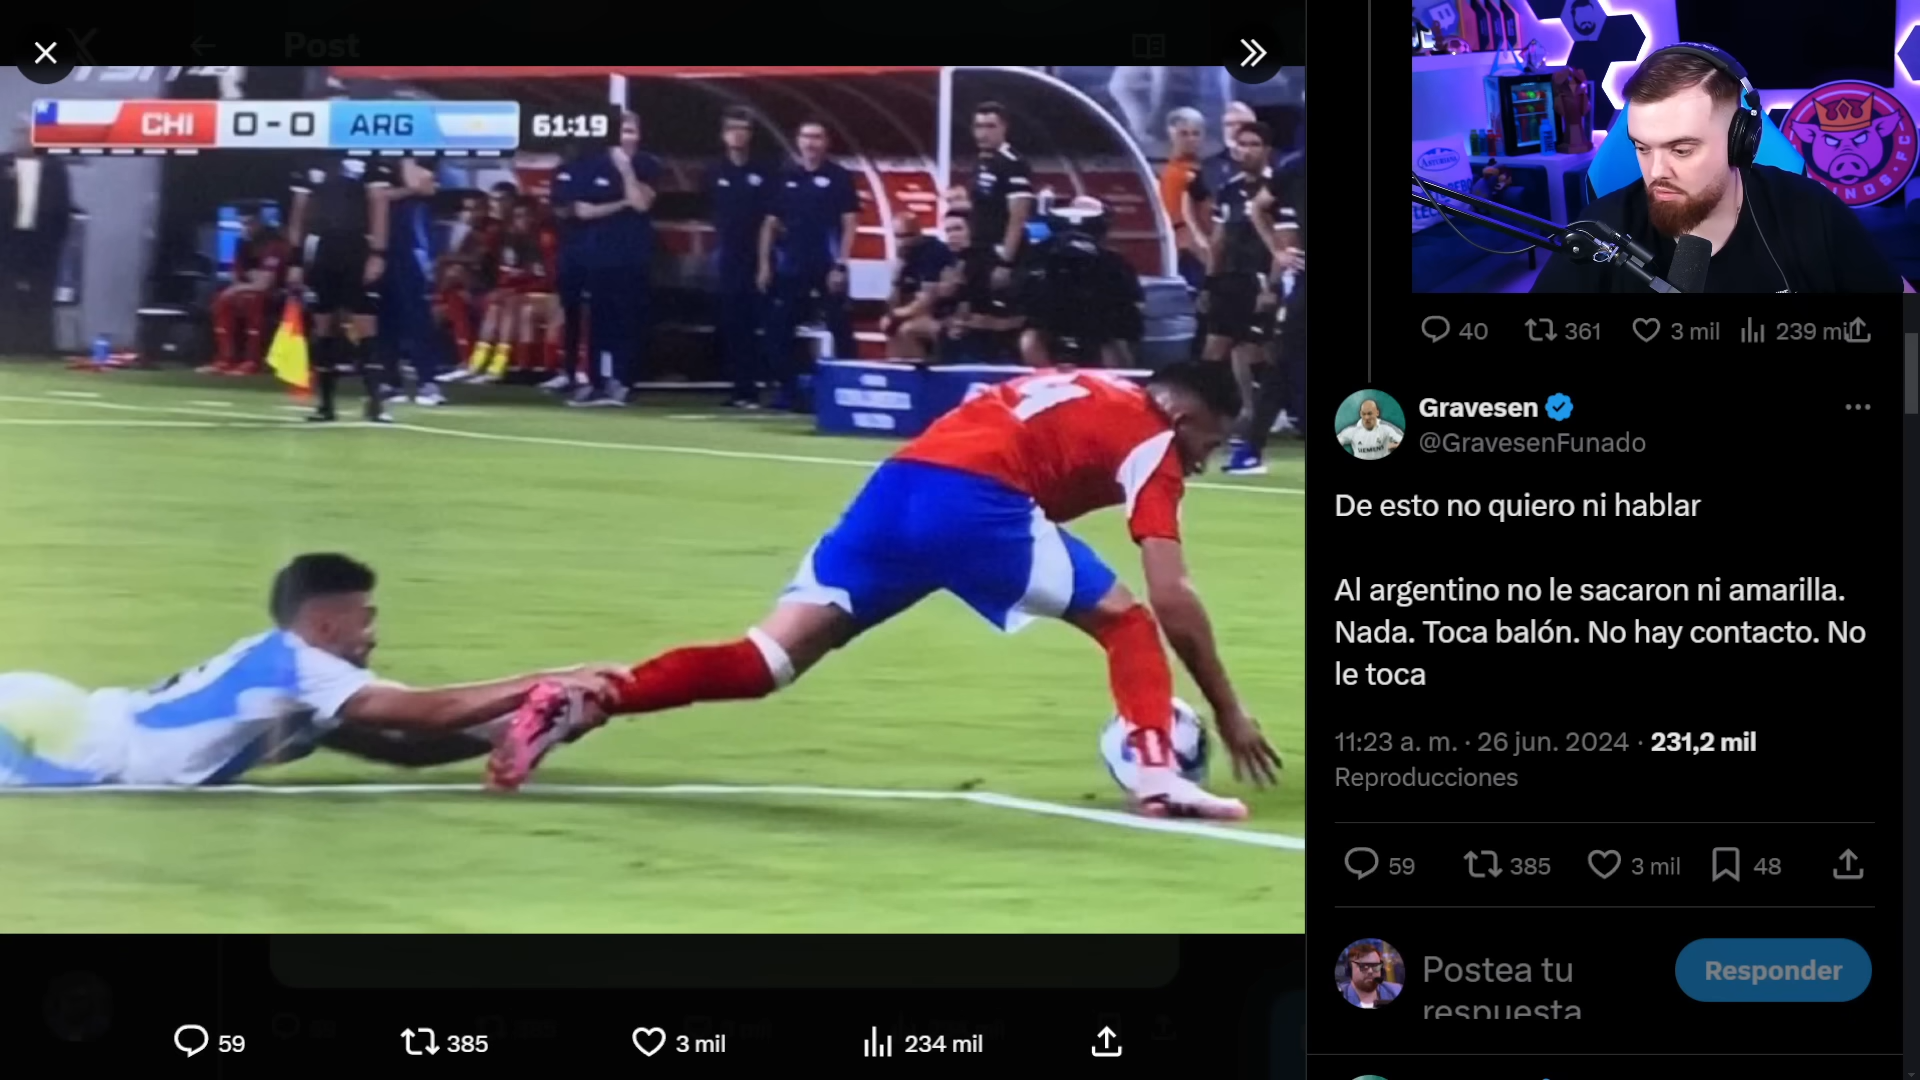 Post
CHI 0-0 ARG 61:19
40 361 3 mil 239 mil
Gravesen
@GravesenFunado
De esto no quiero ni hablar
Al argentino no le sacaron ni amarilla.
Nada. Toca balón. No hay contacto. No
le toca
11:23 a. m. · 26 jun. 2024 · 231,2 mil
Reproducciones
59 385 3 mil 48
Postea tu
respuesta
Responder
59 385 3 mil 234 mil